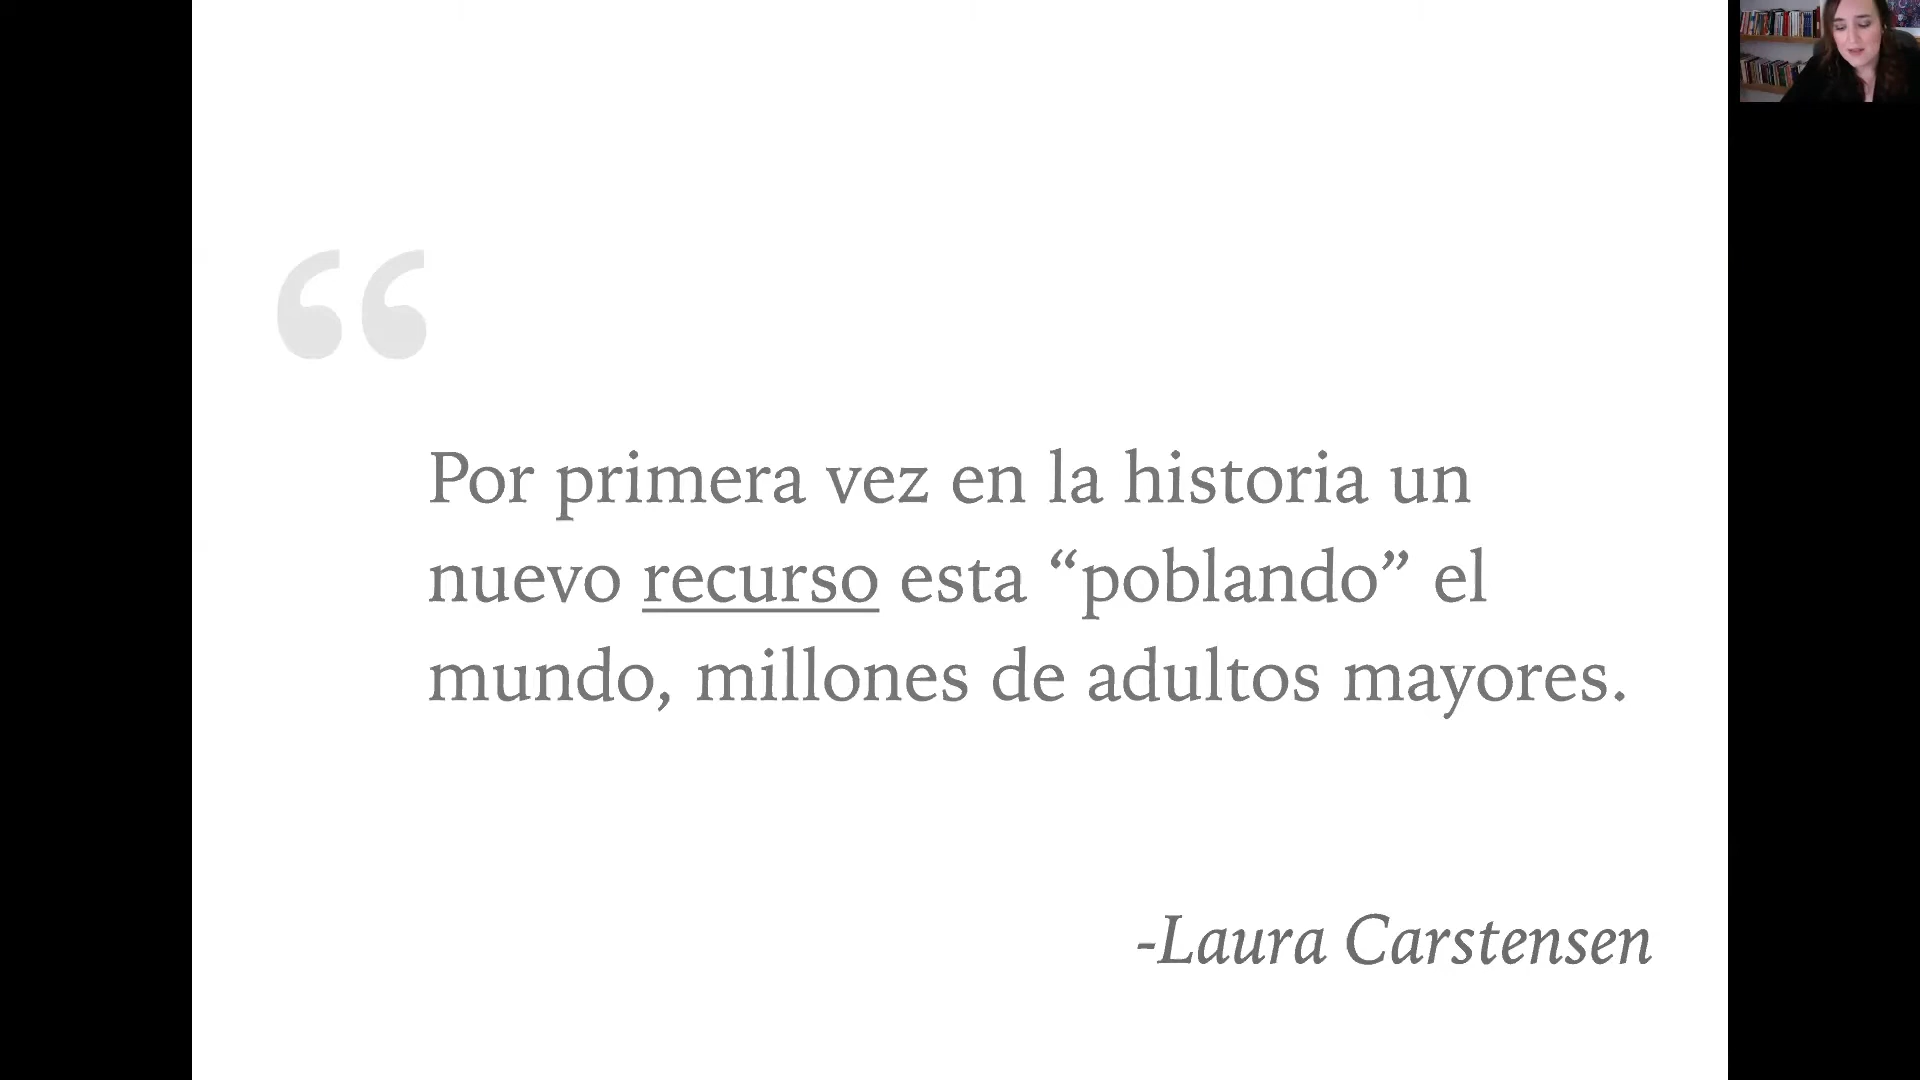 “
Por primera vez en la historia un
nuevo recurso esta “poblando” el
mundo, millones de adultos mayores.
-Laura Carstensen